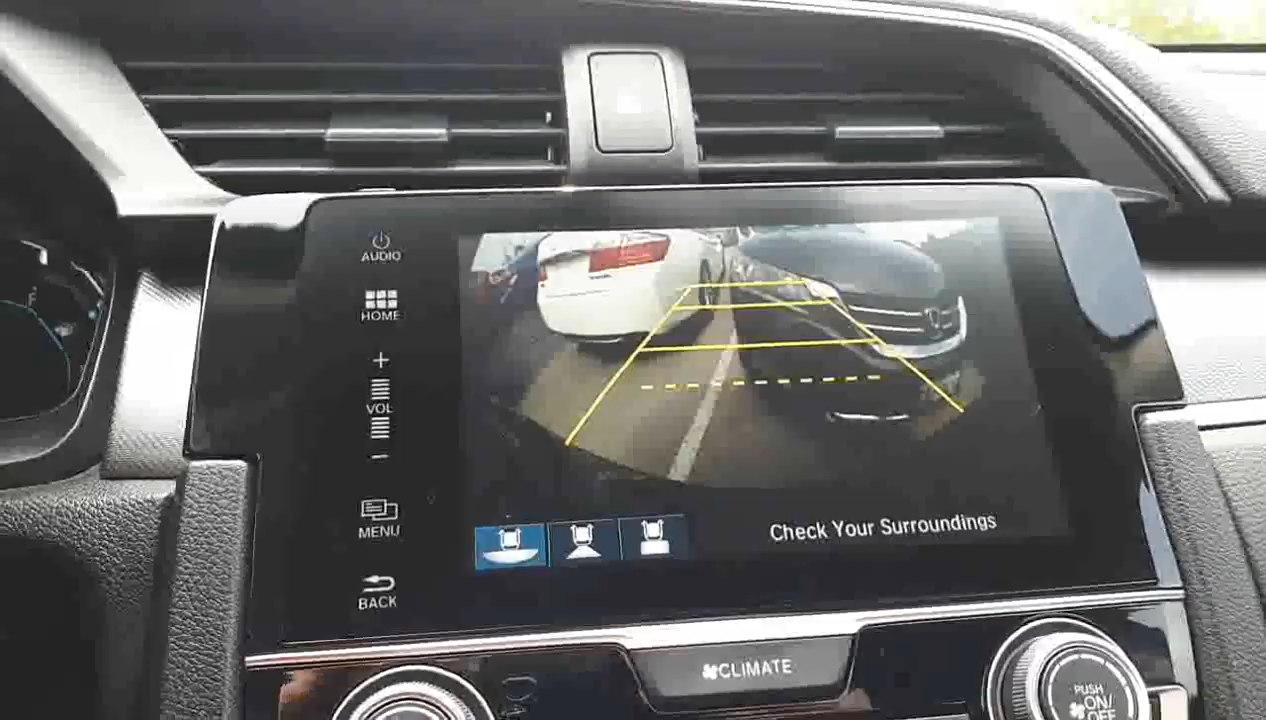 AUDIO
HOME
+
VOL
−
MENU
BACK
Check Your Surroundings
CLIMATE
PUSH
ON/
OFF
F